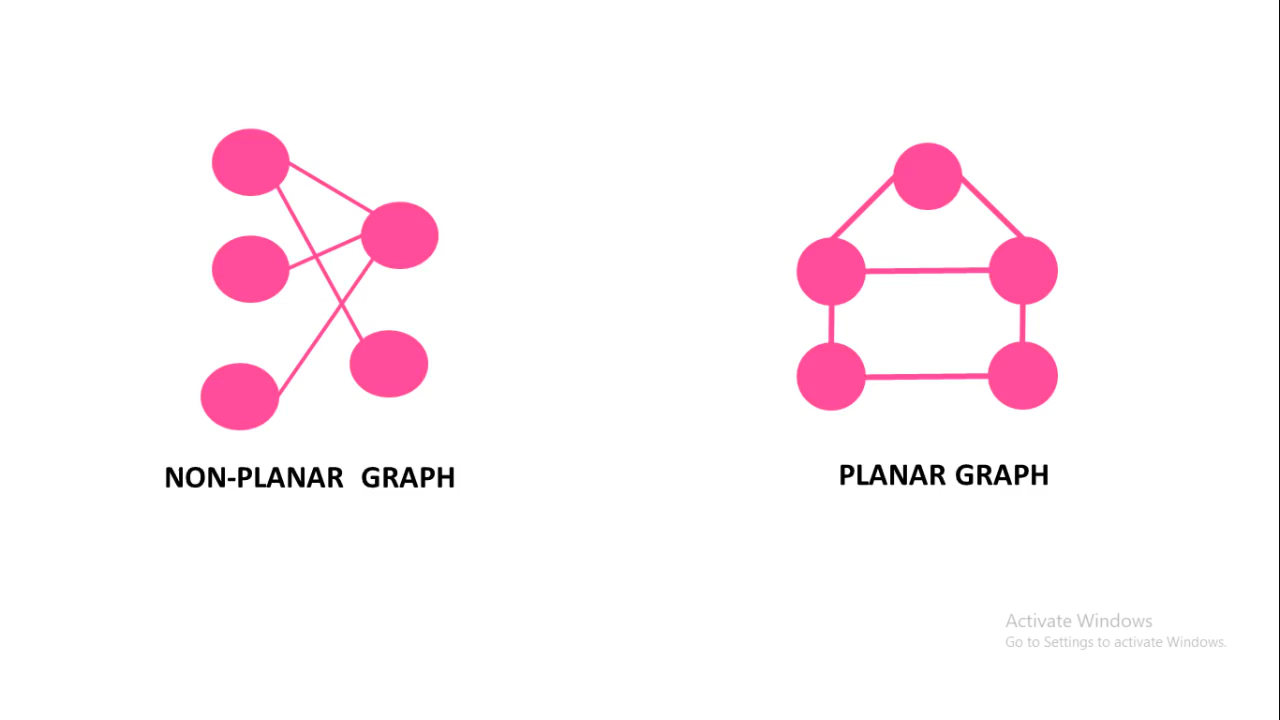 NON-PLANAR GRAPH
PLANAR GRAPH
Activate Windows
Go to Settings to activate Windows.